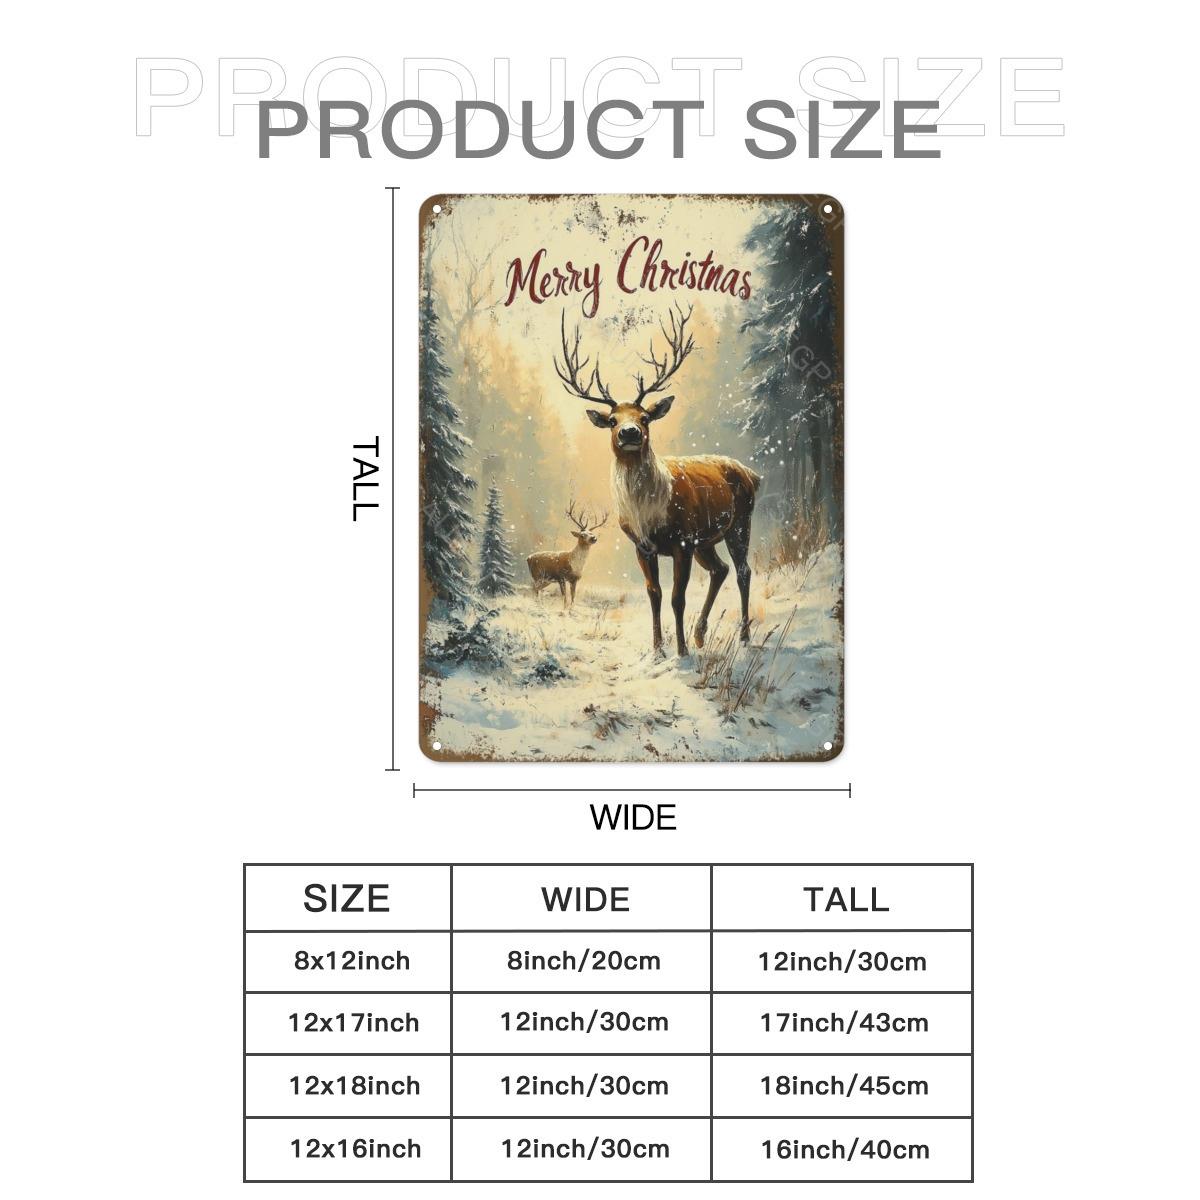 PRODUCT SIZE
PRODUCT SIZE
Merry Christnas
TALL
WIDE
SIZE WIDE TALL
8x12inch 8inch/20cm 12inch/30cm
12x17inch 12inch/30cm 17inch/43cm
12x18inch 12inch/30cm 18inch/45cm
12x16inch 12inch/30cm 16inch/40cm